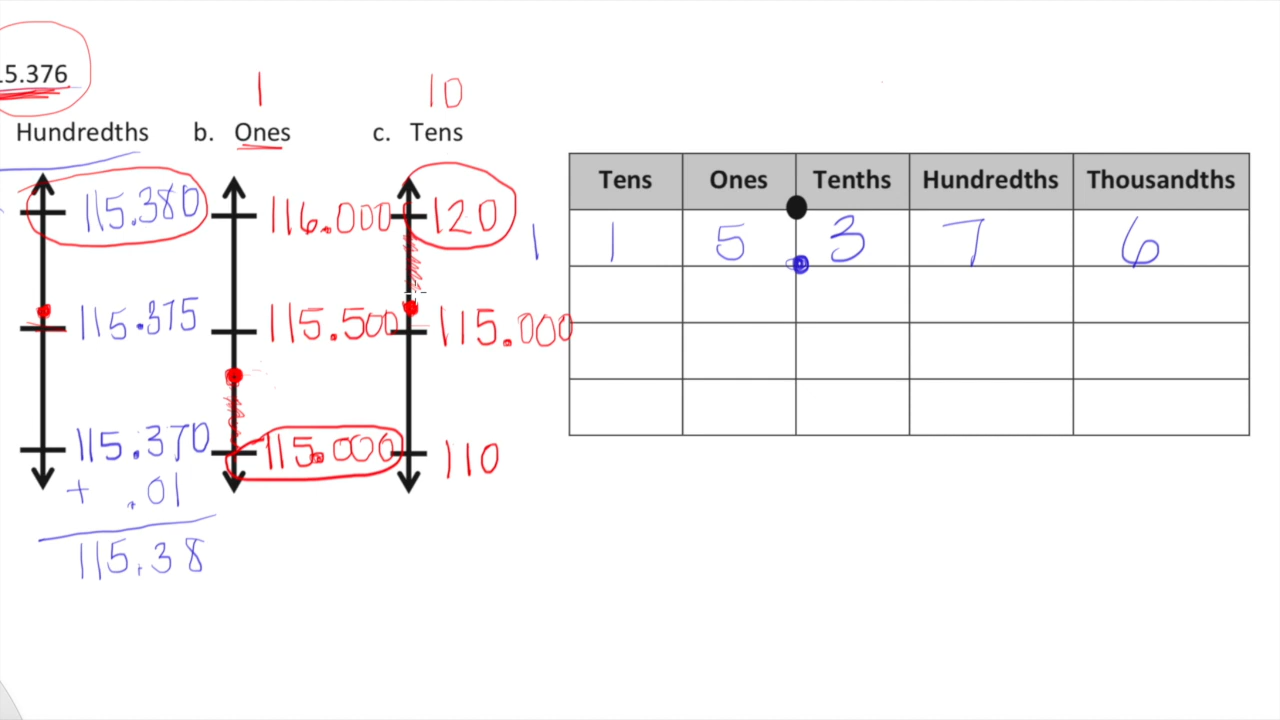 15.376
1 10
Hundredths b. Ones c. Tens
115.380 116.000 120
115.375 115.500 115.000
115.370 115.000 110
+ .01
115.38
Tens Ones Tenths Hundredths Thousandths
1 1 5 . 3 7 6